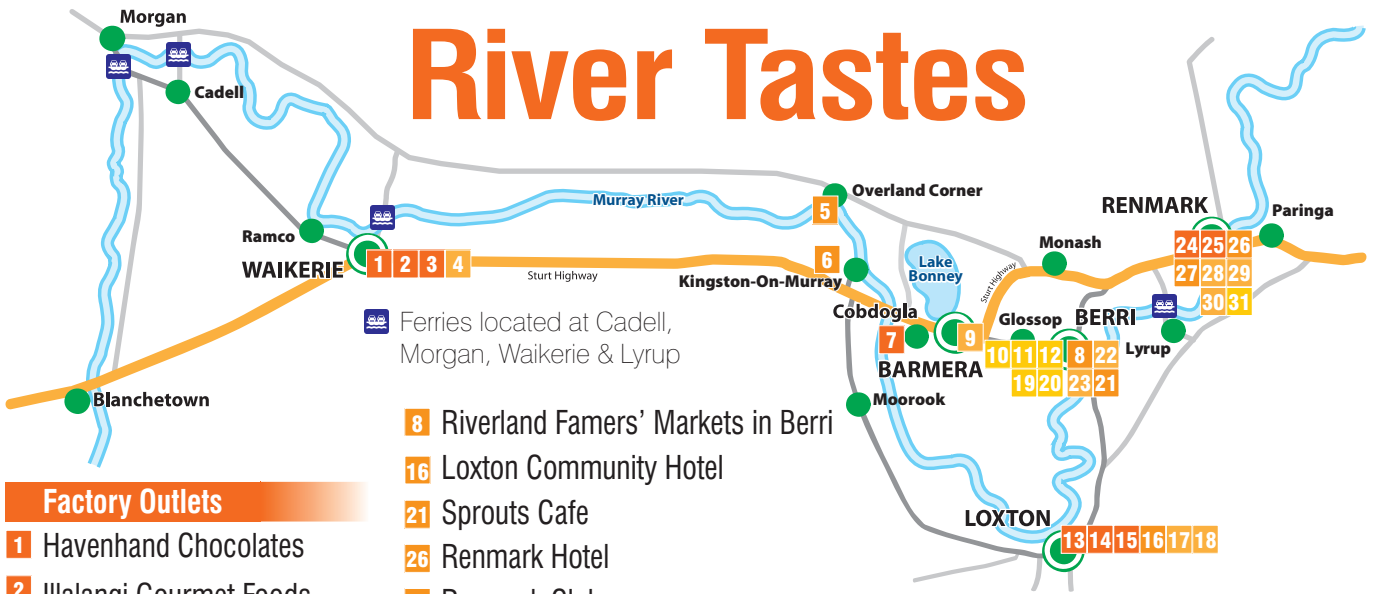 River Tastes
Morgan
Cadell
Ramco
WAIKERIE
1 2 3 4
Murray River
Sturt Highway
Overland Corner
5
6
Kingston-On-Murray
Lake
Bonney
Cobdogla
7
BARMERA
9
Sturt Highway
Monash
Glossop
BERRI
10 11 12 8 22
19 20 23 21
RENMARK
Paringa
24 25 26
27 28 29
30 31
Lyrup
Moorook
LOXTON
13 14 15 16 17 18
Blanchetown
Ferries located at Cadell,
Morgan, Waikerie & Lyrup
Factory Outlets
1 Havenhand Chocolates
8 Riverland Famers’ Markets in Berri
16 Loxton Community Hotel
21 Sprouts Cafe
26 Renmark Hotel